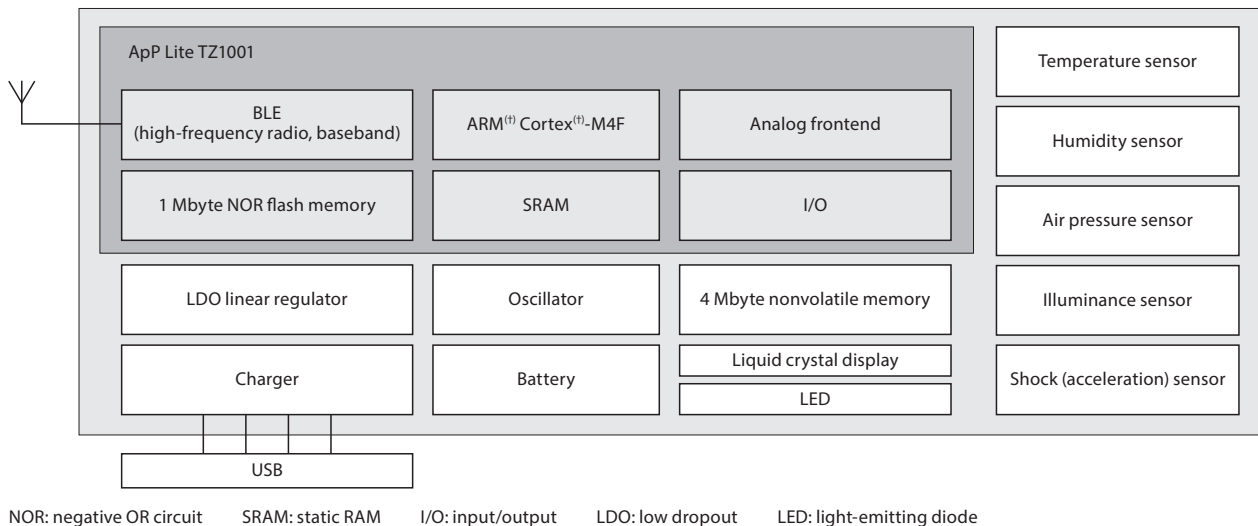 ApP Lite TZ1001
BLE
(high-frequency radio, baseband)
ARM(†) Cortex(†)-M4F
Analog frontend
1 Mbyte NOR flash memory
SRAM
I/O
LDO linear regulator
Oscillator
4 Mbyte nonvolatile memory
Charger
Battery
Liquid crystal display
LED
USB
Temperature sensor
Humidity sensor
Air pressure sensor
Illuminance sensor
Shock (acceleration) sensor
NOR: negative OR circuit SRAM: static RAM I/O: input/output LDO: low dropout LED: light-emitting diode